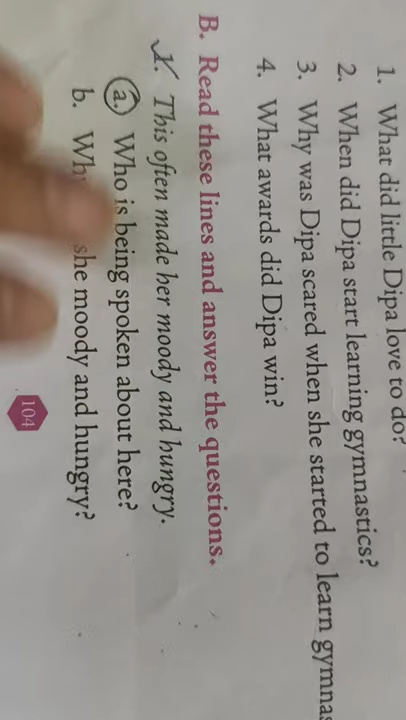 1. What did little Dipa love to do?
2. When did Dipa start learning gymnastics?
3. Why was Dipa scared when she started to learn
4. What awards did Dipa win?
B. Read these lines and answer the questions.
1. This often made her moody and hungry.
a. Who is being spoken about here?
b. she moody and hungry?
104